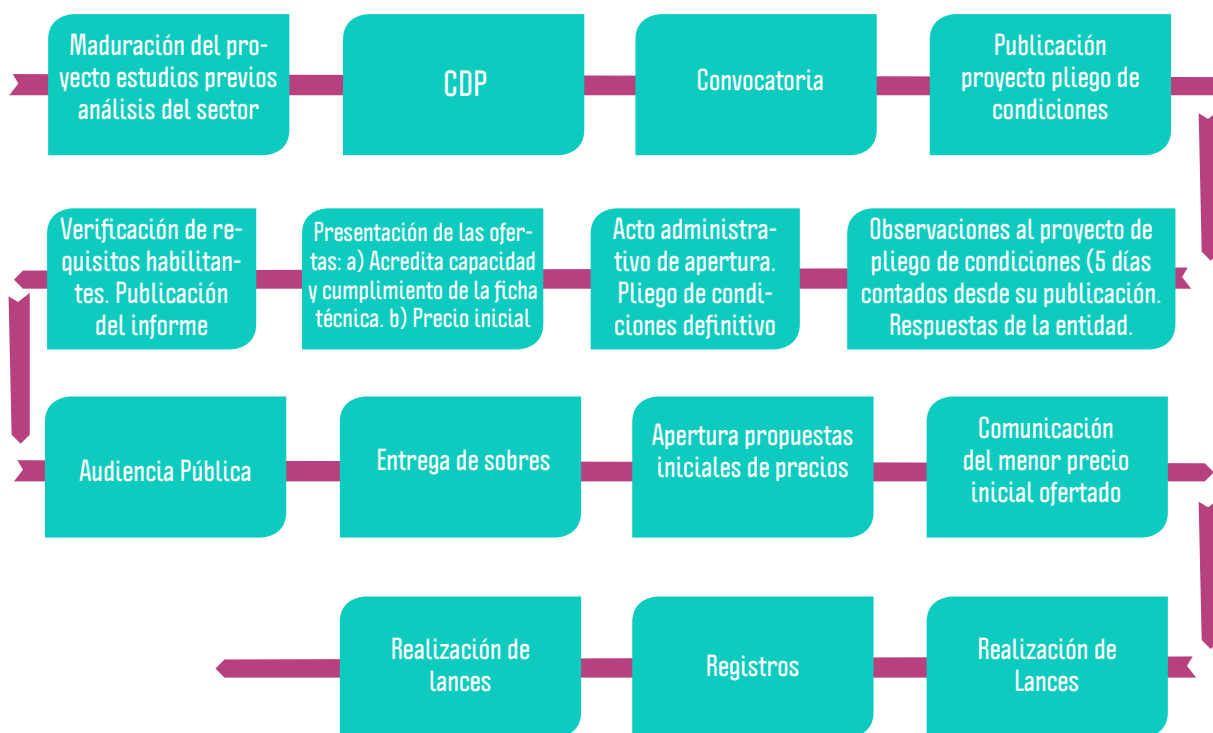 Maduración del pro-
yecto estudios previos
análisis del sector
CDP
Convocatoria
Publicación
proyecto pliego de
condiciones
Observaciones al proyecto de
pliego de condiciones (5 días
contados desde su publicación.
Respuestas de la entidad.
Acto administra-
tivo de apertura.
Pliego de condi-
ciones definitivo
Presentación de las ofer-
tas: a) Acredita capacidad
y cumplimiento de la ficha
técnica. b) Precio inicial
Verificación de re-
quisitos habilitan-
tes. Publicación
del informe
Audiencia Pública
Entrega de sobres
Apertura propuestas
iniciales de precios
Comunicación
del menor precio
inicial ofertado
Realización de
Lances
Registros
Realización de
lances